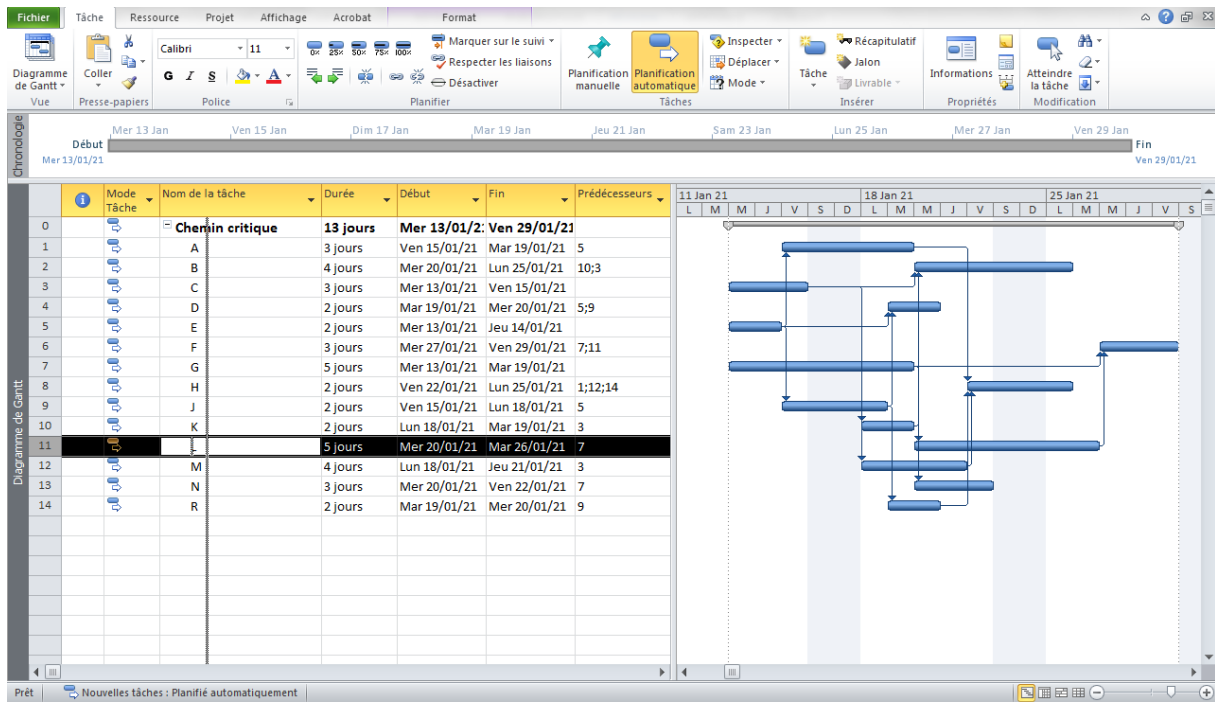 Fichier Tâche Ressource Projet Affichage Acrobat Format
Diagramme de Gantt
Vue
Coller
Presse-papiers
Calibri 11
G I S A
Police
0% 25% 50% 75% 100%
Marquer sur le suivi
Respecter les liaisons
Désactiver
Planifier
Planification manuelle
Planification automatique
Inspecter
Déplacer
Mode
Tâches
Tâche
Récapitulatif
Jalon
Livrable
Insérer
Informations
Propriétés
Atteindre la tâche
Modification
Chronologie
Mer 13 Jan Ven 15 Jan Dim 17 Jan Mar 19 Jan Jeu 21 Jan Sam 23 Jan Lun 25 Jan Mer 27 Jan Ven 29 Jan
Début Fin
Mer 13/01/21 Ven 29/01/21
Diagramme de Gantt
Mode Tâche Nom de la tâche Durée Début Fin Prédécesseurs
11 Jan 21 18 Jan 21 25 Jan 21
L M M J V S D L M M J V S D L M M J V S
0 Chemin critique 13 jours Mer 13/01/2 Ven 29/01/21
1 A 3 jours Ven 15/01/21 Mar 19/01/21 5
2 B 4 jours Mer 20/01/21 Lun 25/01/21 10;3
3 C 3 jours Mer 13/01/21 Ven 15/01/21
4 D 2 jours Mar 19/01/21 Mer 20/01/21 5;9
5 E 2 jours Mer 13/01/21 Jeu 14/01/21
6 F 3 jours Mer 27/01/21 Ven 29/01/21 7;11
7 G 5 jours Mer 13/01/21 Mar 19/01/21
8 H 2 jours Ven 22/01/21 Lun 25/01/21 1;12;14
9 J 2 jours Ven 15/01/21 Lun 18/01/21 5
10 K 2 jours Lun 18/01/21 Mar 19/01/21 3
11 L 5 jours Mer 20/01/21 Mar 26/01/21 7
12 M 4 jours Lun 18/01/21 Jeu 21/01/21 3
13 N 3 jours Mer 20/01/21 Ven 22/01/21 7
14 R 2 jours Mar 19/01/21 Mer 20/01/21 9
Prêt Nouvelles tâches : Planifié automatiquement